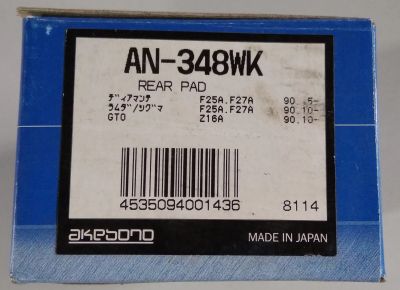 AN-348WK
REAR PAD
ディアマンテ F25A.F27A 90. 5-
ラムダ/シグマ F25A.F27A 90.10-
GTO Z16A 90.10-
4535094001436 8114
akebono MADE IN JAPAN